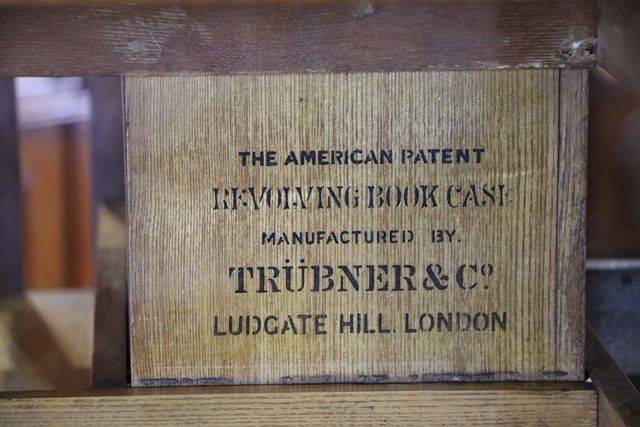 THE AMERICAN PATENT
REVOLVING BOOK CASE
MANUFACTURED BY.
TRÜBNER & Cº
LUDGATE HILL. LONDON